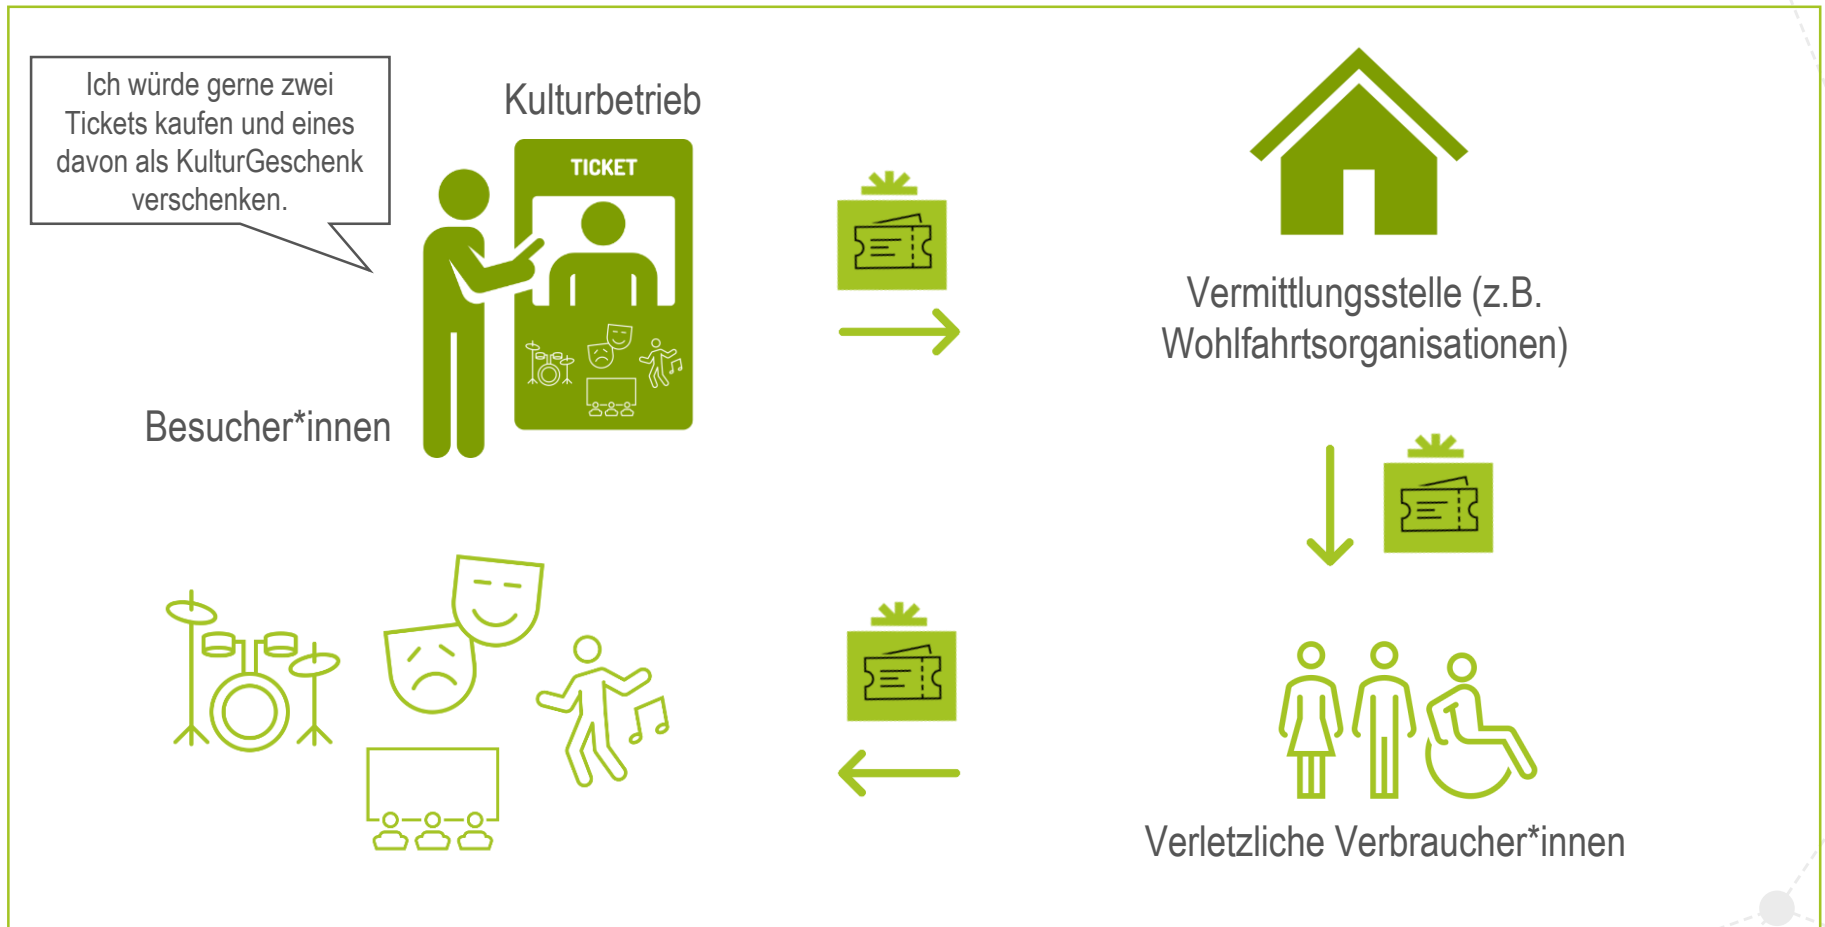 Ich würde gerne zwei
Tickets kaufen und eines
davon als KulturGeschenk
verschenken.
Kulturbetrieb
TICKET
Besucher*innen
Vermittlungsstelle (z.B.
Wohlfahrtsorganisationen)
Verletzliche Verbraucher*innen